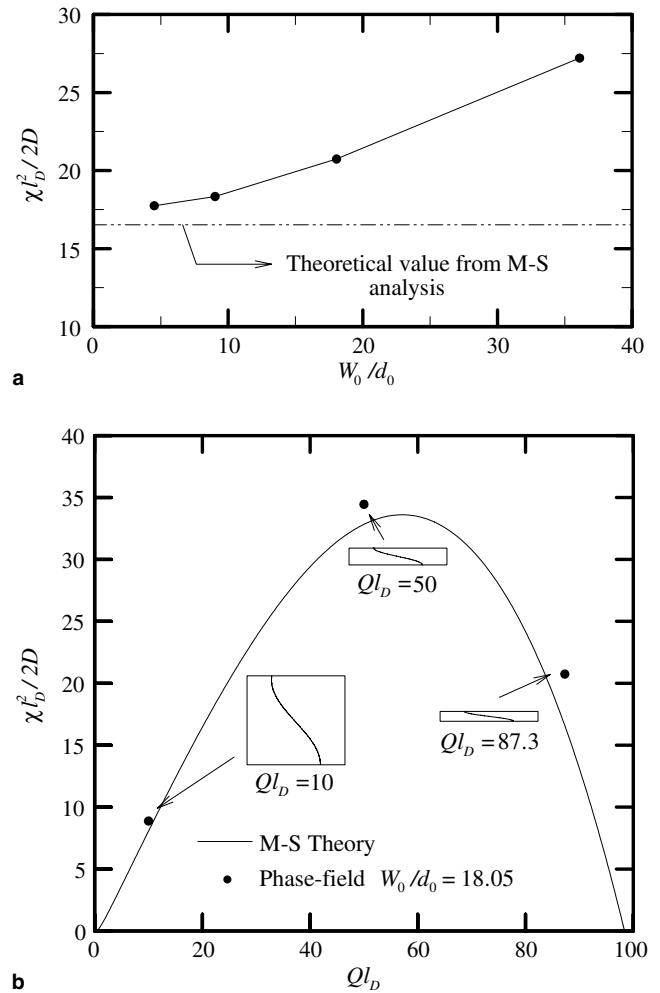 30
25
20
15
10
χl_D^2 / 2D
Theoretical value from M-S
analysis
0 10 20 30 40
W_0 /d_0
a
40
35
30
25
20
15
10
5
0
χl_D^2 / 2D
Ql_D =50
Ql_D =87.3
Ql_D =10
M-S Theory
Phase-field W_0 /d_0 = 18.05
0 20 40 60 80 100
Ql_D
b